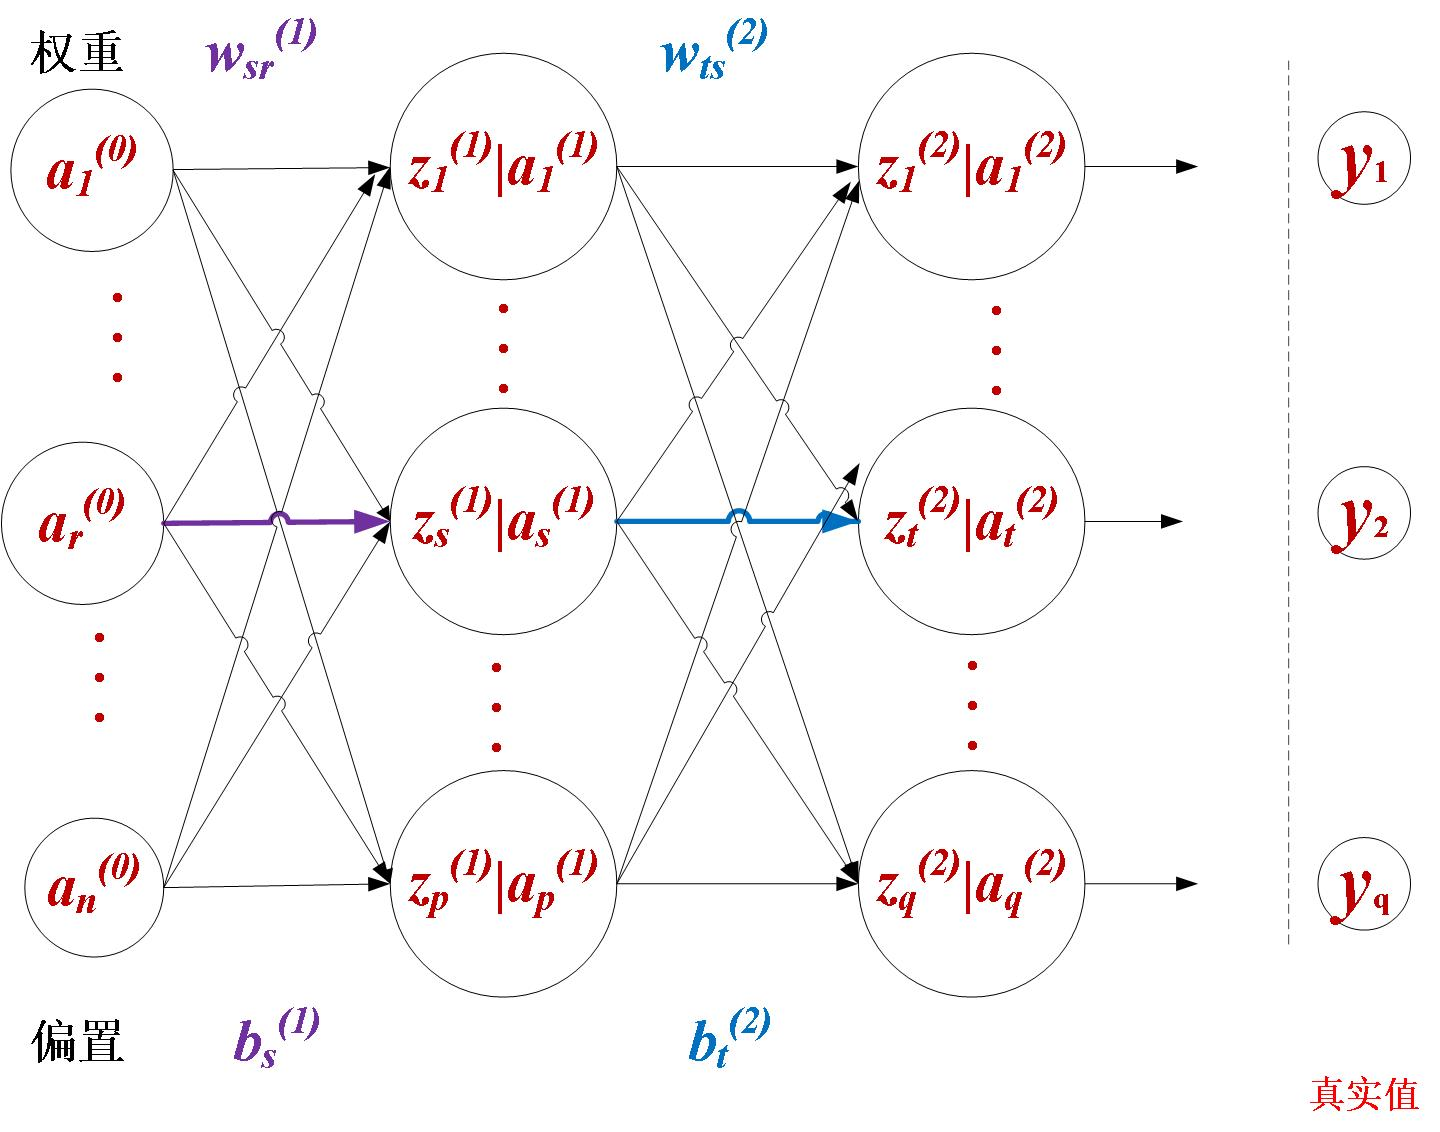 权重 w_sr^(1) w_ts^(2)
a_1^(0) z_1^(1)|a_1^(1) z_1^(2)|a_1^(2) y_1
a_r^(0) z_s^(1)|a_s^(1) z_t^(2)|a_t^(2) y_2
a_n^(0) z_p^(1)|a_p^(1) z_q^(2)|a_q^(2) y_q
偏置 b_s^(1) b_t^(2)
真实值